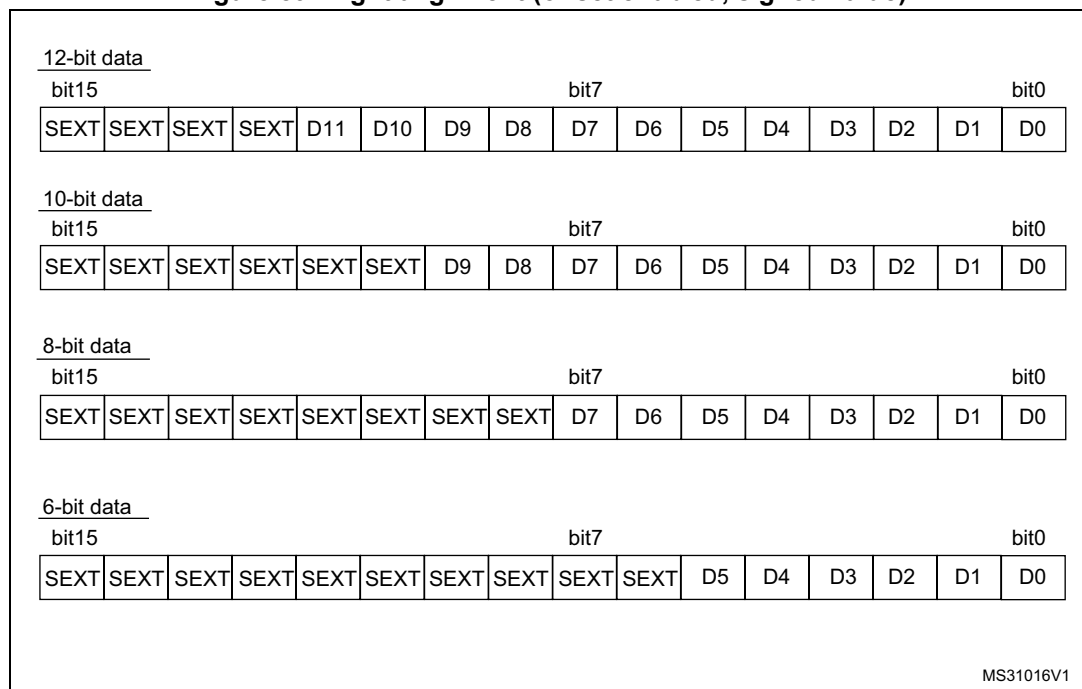 12-bit data
bit15 bit7 bit0
SEXT SEXT SEXT SEXT D11 D10 D9 D8 D7 D6 D5 D4 D3 D2 D1 D0
10-bit data
bit15 bit7 bit0
SEXT SEXT SEXT SEXT SEXT SEXT D9 D8 D7 D6 D5 D4 D3 D2 D1 D0
8-bit data
bit15 bit7 bit0
SEXT SEXT SEXT SEXT SEXT SEXT SEXT SEXT D7 D6 D5 D4 D3 D2 D1 D0
6-bit data
bit15 bit7 bit0
SEXT SEXT SEXT SEXT SEXT SEXT SEXT SEXT SEXT SEXT D5 D4 D3 D2 D1 D0
MS31016V1